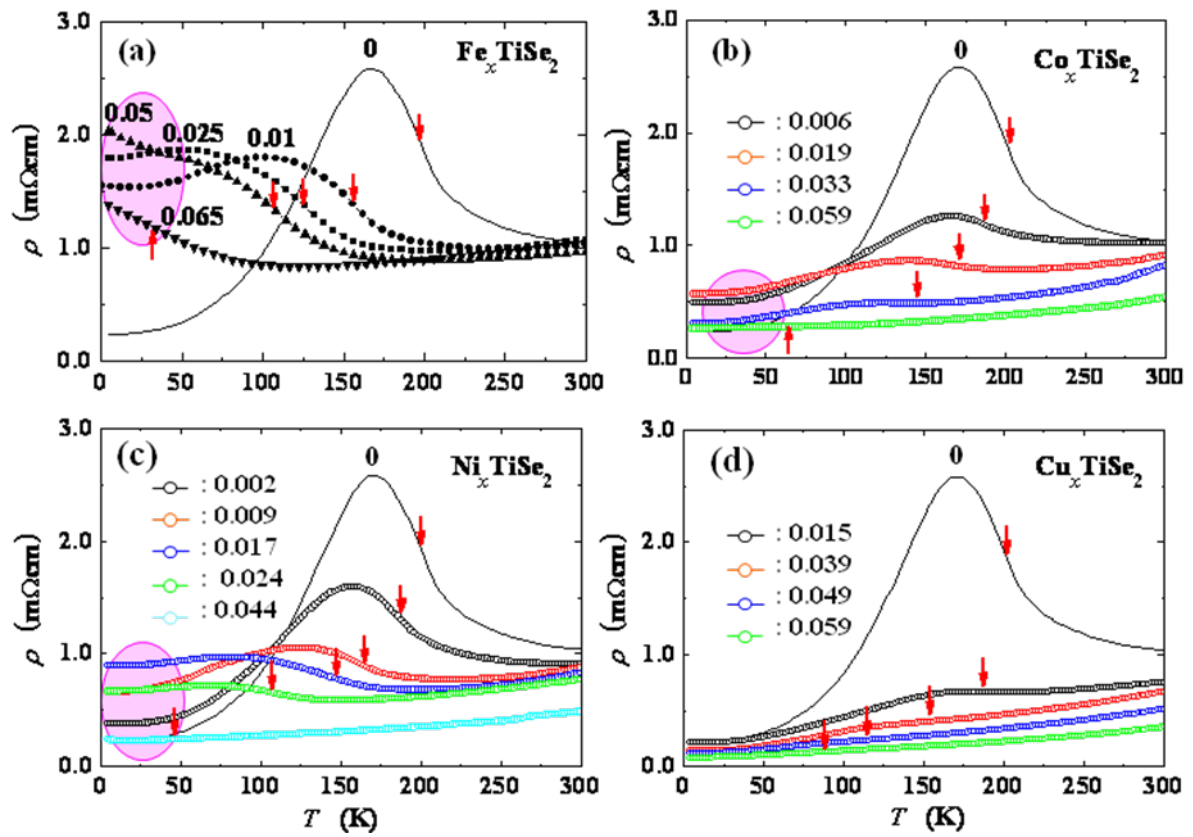 (a)
0
Fe_xTiSe_2
0.05
0.025
0.01
0.065
3.0
2.0
1.0
0.0
ρ (mΩcm)
0 50 100 150 200 250 300
(b)
0
Co_xTiSe_2
: 0.006
: 0.019
: 0.033
: 0.059
3.0
2.0
1.0
0.0
ρ (mΩcm)
0 50 100 150 200 250 300
(c)
0
Ni_xTiSe_2
: 0.002
: 0.009
: 0.017
: 0.024
: 0.044
3.0
2.0
1.0
0.0
ρ (mΩcm)
0 50 100 150 200 250 300
T (K)
(d)
0
Cu_xTiSe_2
: 0.015
: 0.039
: 0.049
: 0.059
3.0
2.0
1.0
0.0
ρ (mΩcm)
0 50 100 150 200 250 300
T (K)